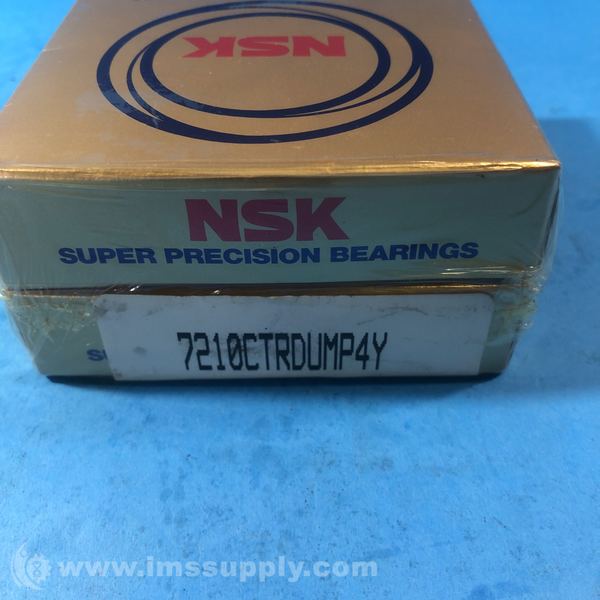 NSK
NSK
SUPER PRECISION BEARINGS
7210CTRDUMP4Y
www.imssupply.com